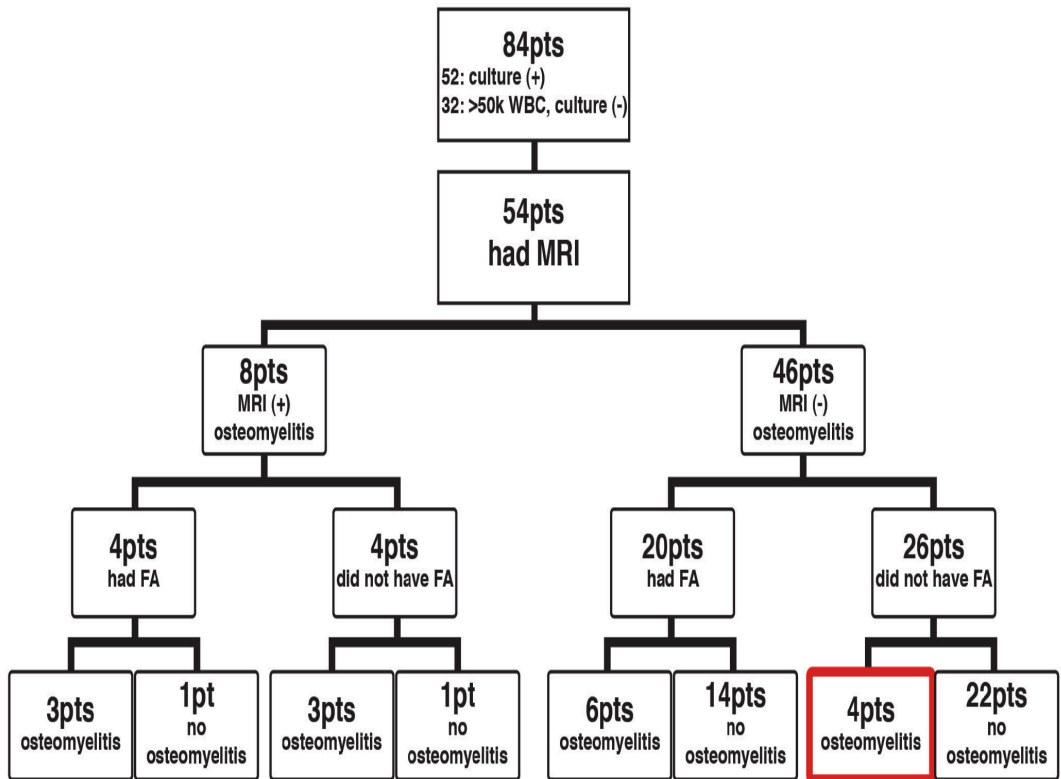 84pts
52: culture (+)
32: >50k WBC, culture (-)
54pts
had MRI
8pts
MRI (+)
osteomyelitis
46pts
MRI (-)
osteomyelitis
4pts
had FA
4pts
did not have FA
20pts
had FA
26pts
did not have FA
3pts
osteomyelitis
1pt
no
osteomyelitis
3pts
osteomyelitis
1pt
no
osteomyelitis
6pts
osteomyelitis
14pts
no
osteomyelitis
4pts
osteomyelitis
22pts
no
osteomyelitis